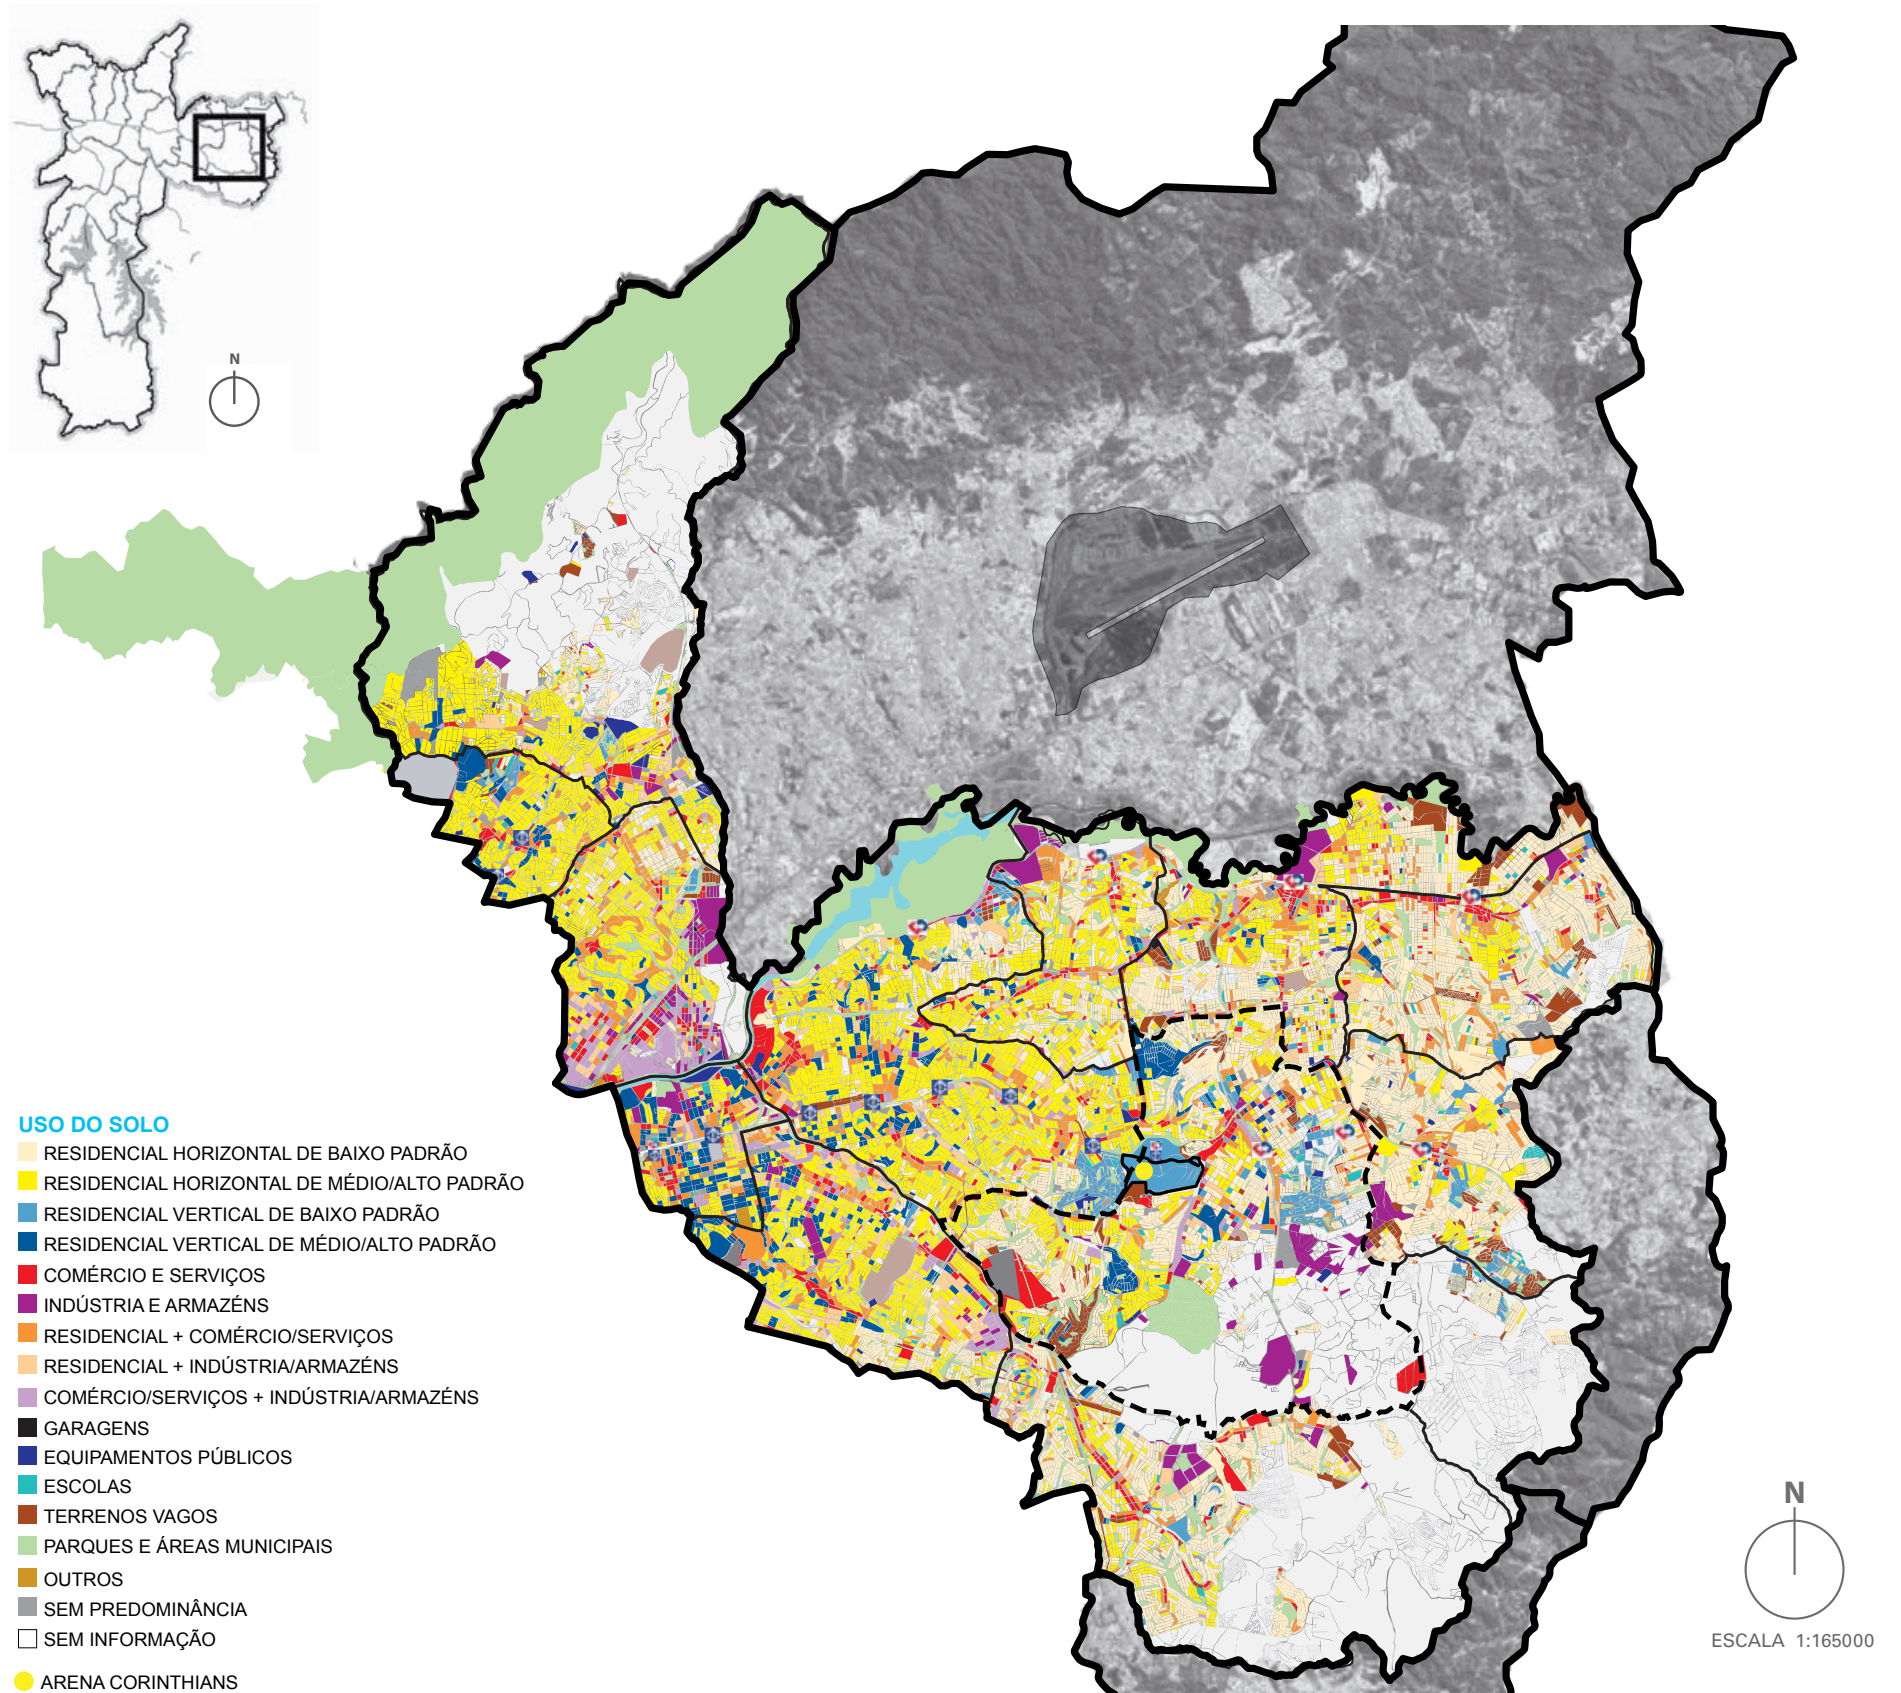 N
USO DO SOLO
RESIDENCIAL HORIZONTAL DE BAIXO PADRÃO
RESIDENCIAL HORIZONTAL DE MÉDIO/ALTO PADRÃO
RESIDENCIAL VERTICAL DE BAIXO PADRÃO
RESIDENCIAL VERTICAL DE MÉDIO/ALTO PADRÃO
COMÉRCIO E SERVIÇOS
INDÚSTRIA E ARMAZÉNS
RESIDENCIAL + COMÉRCIO/SERVIÇOS
RESIDENCIAL + INDÚSTRIA/ARMAZÉNS
COMÉRCIO/SERVIÇOS + INDÚSTRIA/ARMAZÉNS
GARAGENS
EQUIPAMENTOS PÚBLICOS
ESCOLAS
TERRENOS VAGOS
PARQUES E ÁREAS MUNICIPAIS
OUTROS
SEM PREDOMINÂNCIA
SEM INFORMAÇÃO
ARENA CORINTHIANS
N
ESCALA 1:165000